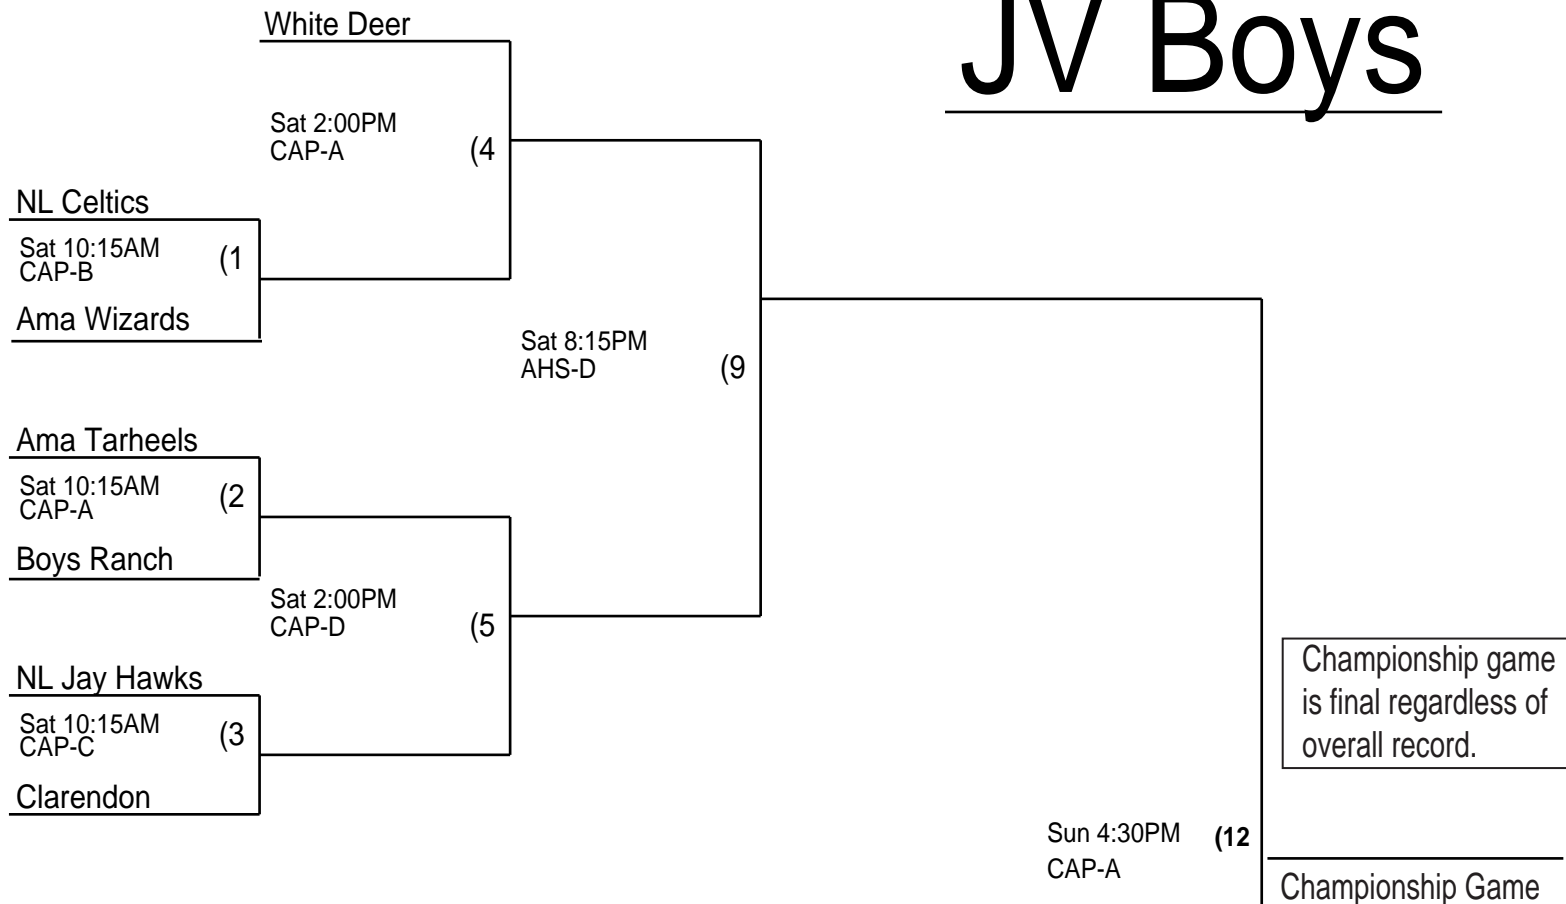 JV Boys
White Deer
Sat 2:00PM
CAP-A
(4
NL Celtics
Sat 10:15AM
CAP-B
(1
Ama Wizards
Sat 8:15PM
AHS-D
(9
Ama Tarheels
Sat 10:15AM
CAP-A
(2
Boys Ranch
Sat 2:00PM
CAP-D
(5
NL Jay Hawks
Sat 10:15AM
CAP-C
(3
Clarendon
Championship game
is final regardless of
overall record.
Sun 4:30PM
CAP-A
(12
Championship Game